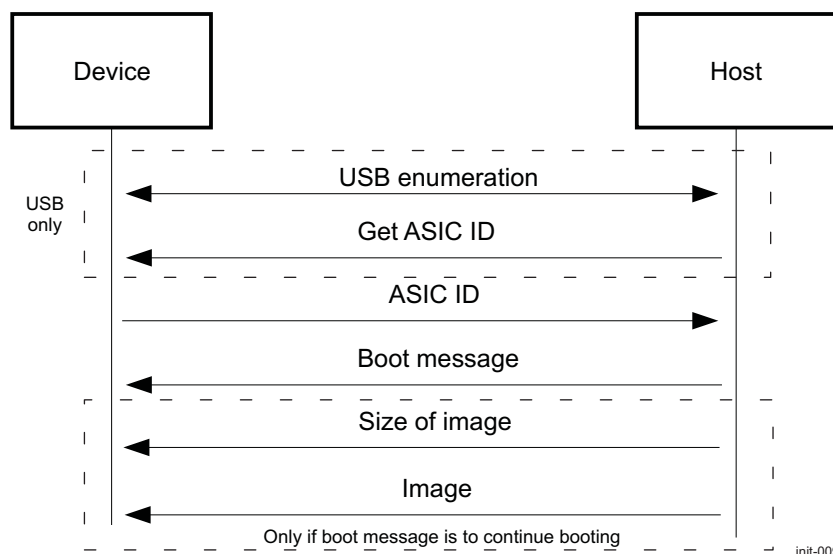 Device
Host
USB enumeration
USB
only
Get ASIC ID
ASIC ID
Boot message
Size of image
Image
Only if boot message is to continue booting